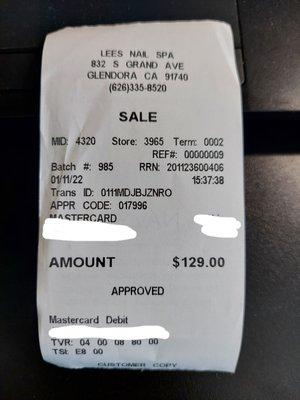 LEES NAIL SPA
832 S GRAND AVE
GLENDORA CA 91740
(626)335-8520
SALE
MID: 4320 Store: 3965 Term: 0002
REF#: 00000009
Batch #: 985 RRN: 201123600406
01/11/22 15:37:38
Trans ID: 0111MDJBJZNRO
APPR CODE: 017996
MASTERCARD
AMOUNT $129.00
APPROVED
Mastercard Debit
TVR: 04 00 08 80 00
TSI: E8 00
CUSTOMER COPY